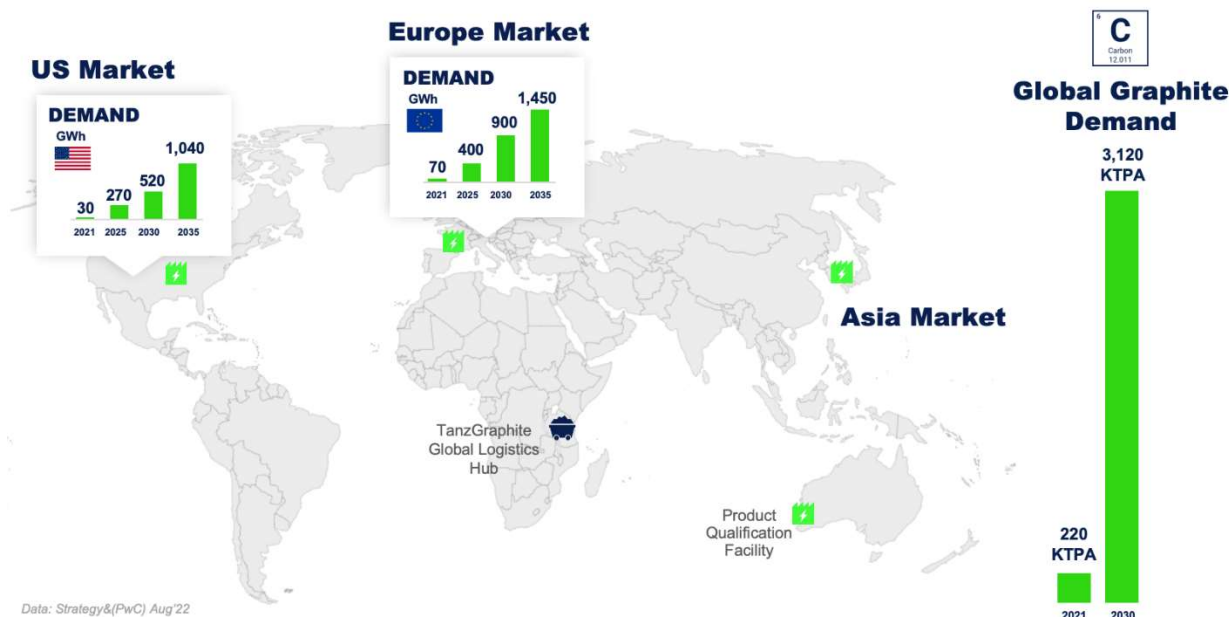 US Market
DEMAND
GWh
30
270
520
1,040
2021
2025
2030
2035
Europe Market
DEMAND
GWh
70
400
900
1,450
2021
2025
2030
2035
6
C
Carbon
12.011
Global Graphite
Demand
3,120
KTPA
220
KTPA
2021
2030
Asia Market
TanzGraphite
Global Logistics
Hub
Product
Qualification
Facility
Data: Strategy&(PwC) Aug'22